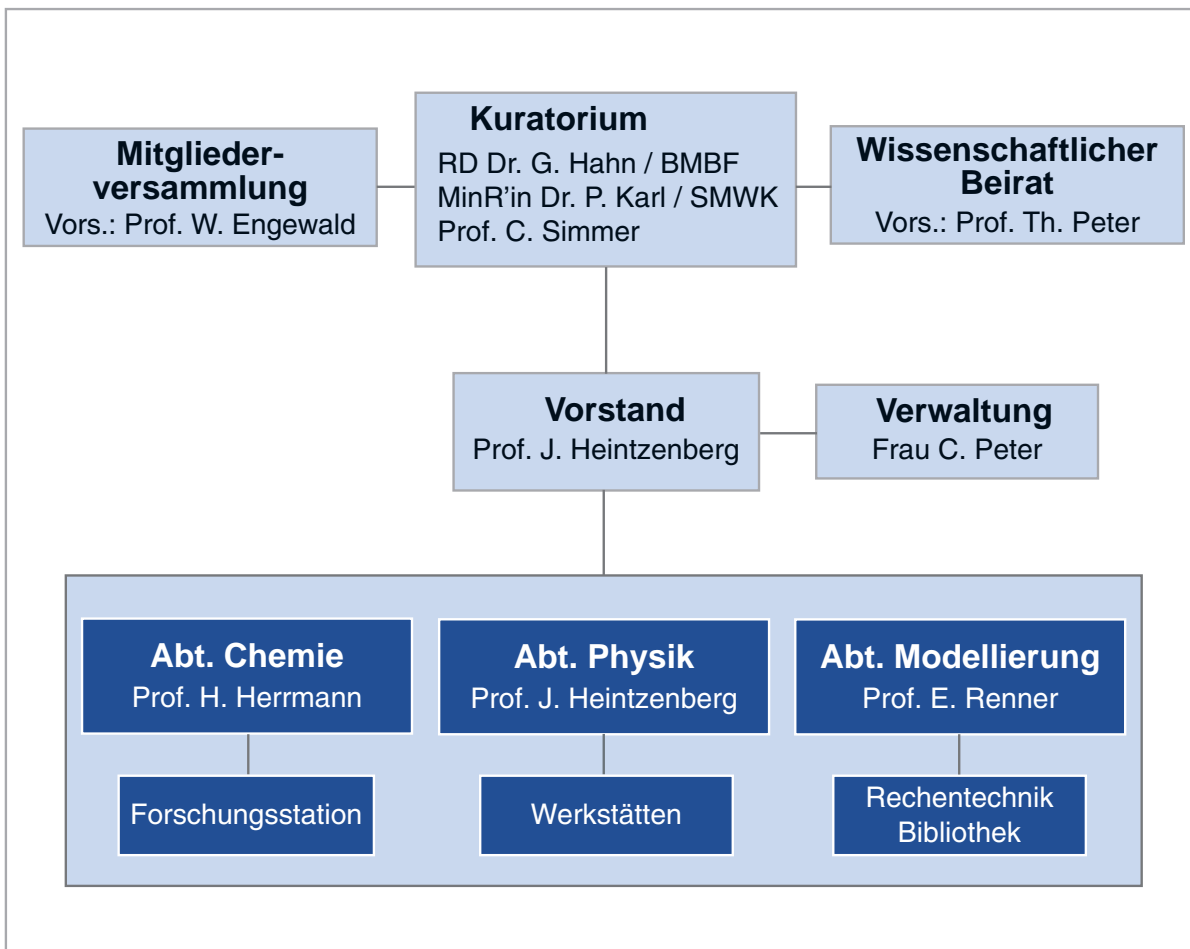 Mitglieder-
versammlung
Vors.: Prof. W. Engewald
Kuratorium
RD Dr. G. Hahn / BMBF
MinR’in Dr. P. Karl / SMWK
Prof. C. Simmer
Wissenschaftlicher
Beirat
Vors.: Prof. Th. Peter
Vorstand
Prof. J. Heintzenberg
Verwaltung
Frau C. Peter
Abt. Chemie
Prof. H. Herrmann
Abt. Physik
Prof. J. Heintzenberg
Abt. Modellierung
Prof. E. Renner
Forschungsstation
Werkstätten
Rechentechnik
Bibliothek